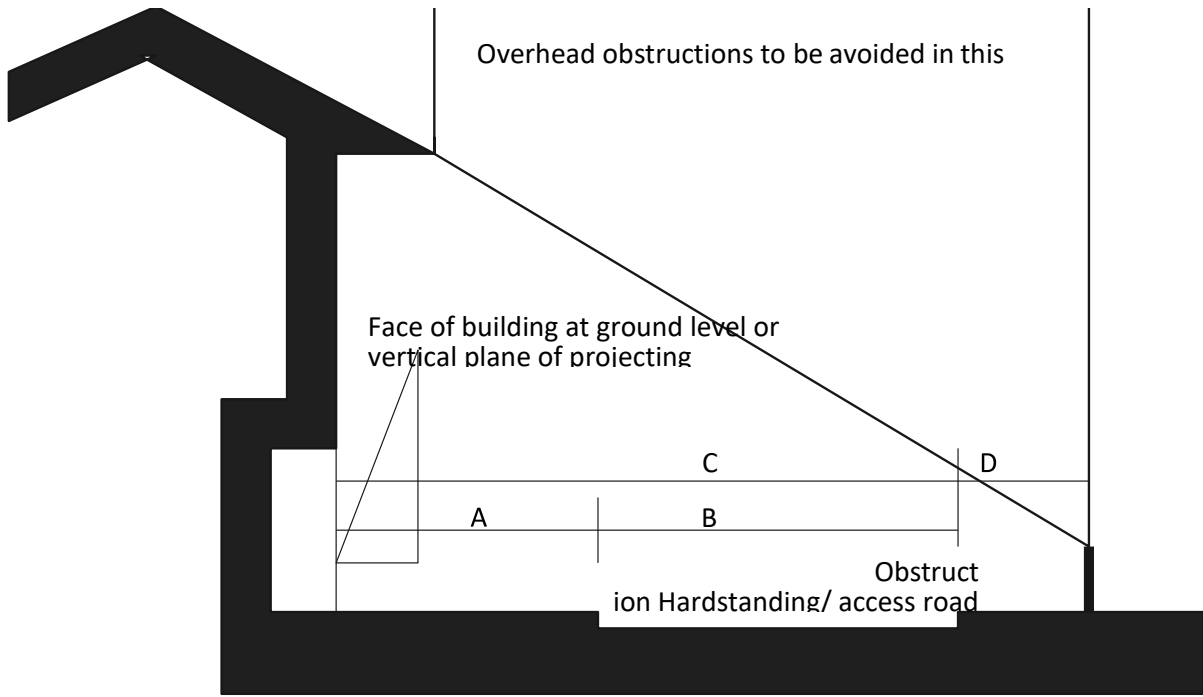 Overhead obstructions to be avoided in this
Face of building at ground level or
vertical plane of projecting
C
D
A
B
Obstruct
ion Hardstanding/ access road